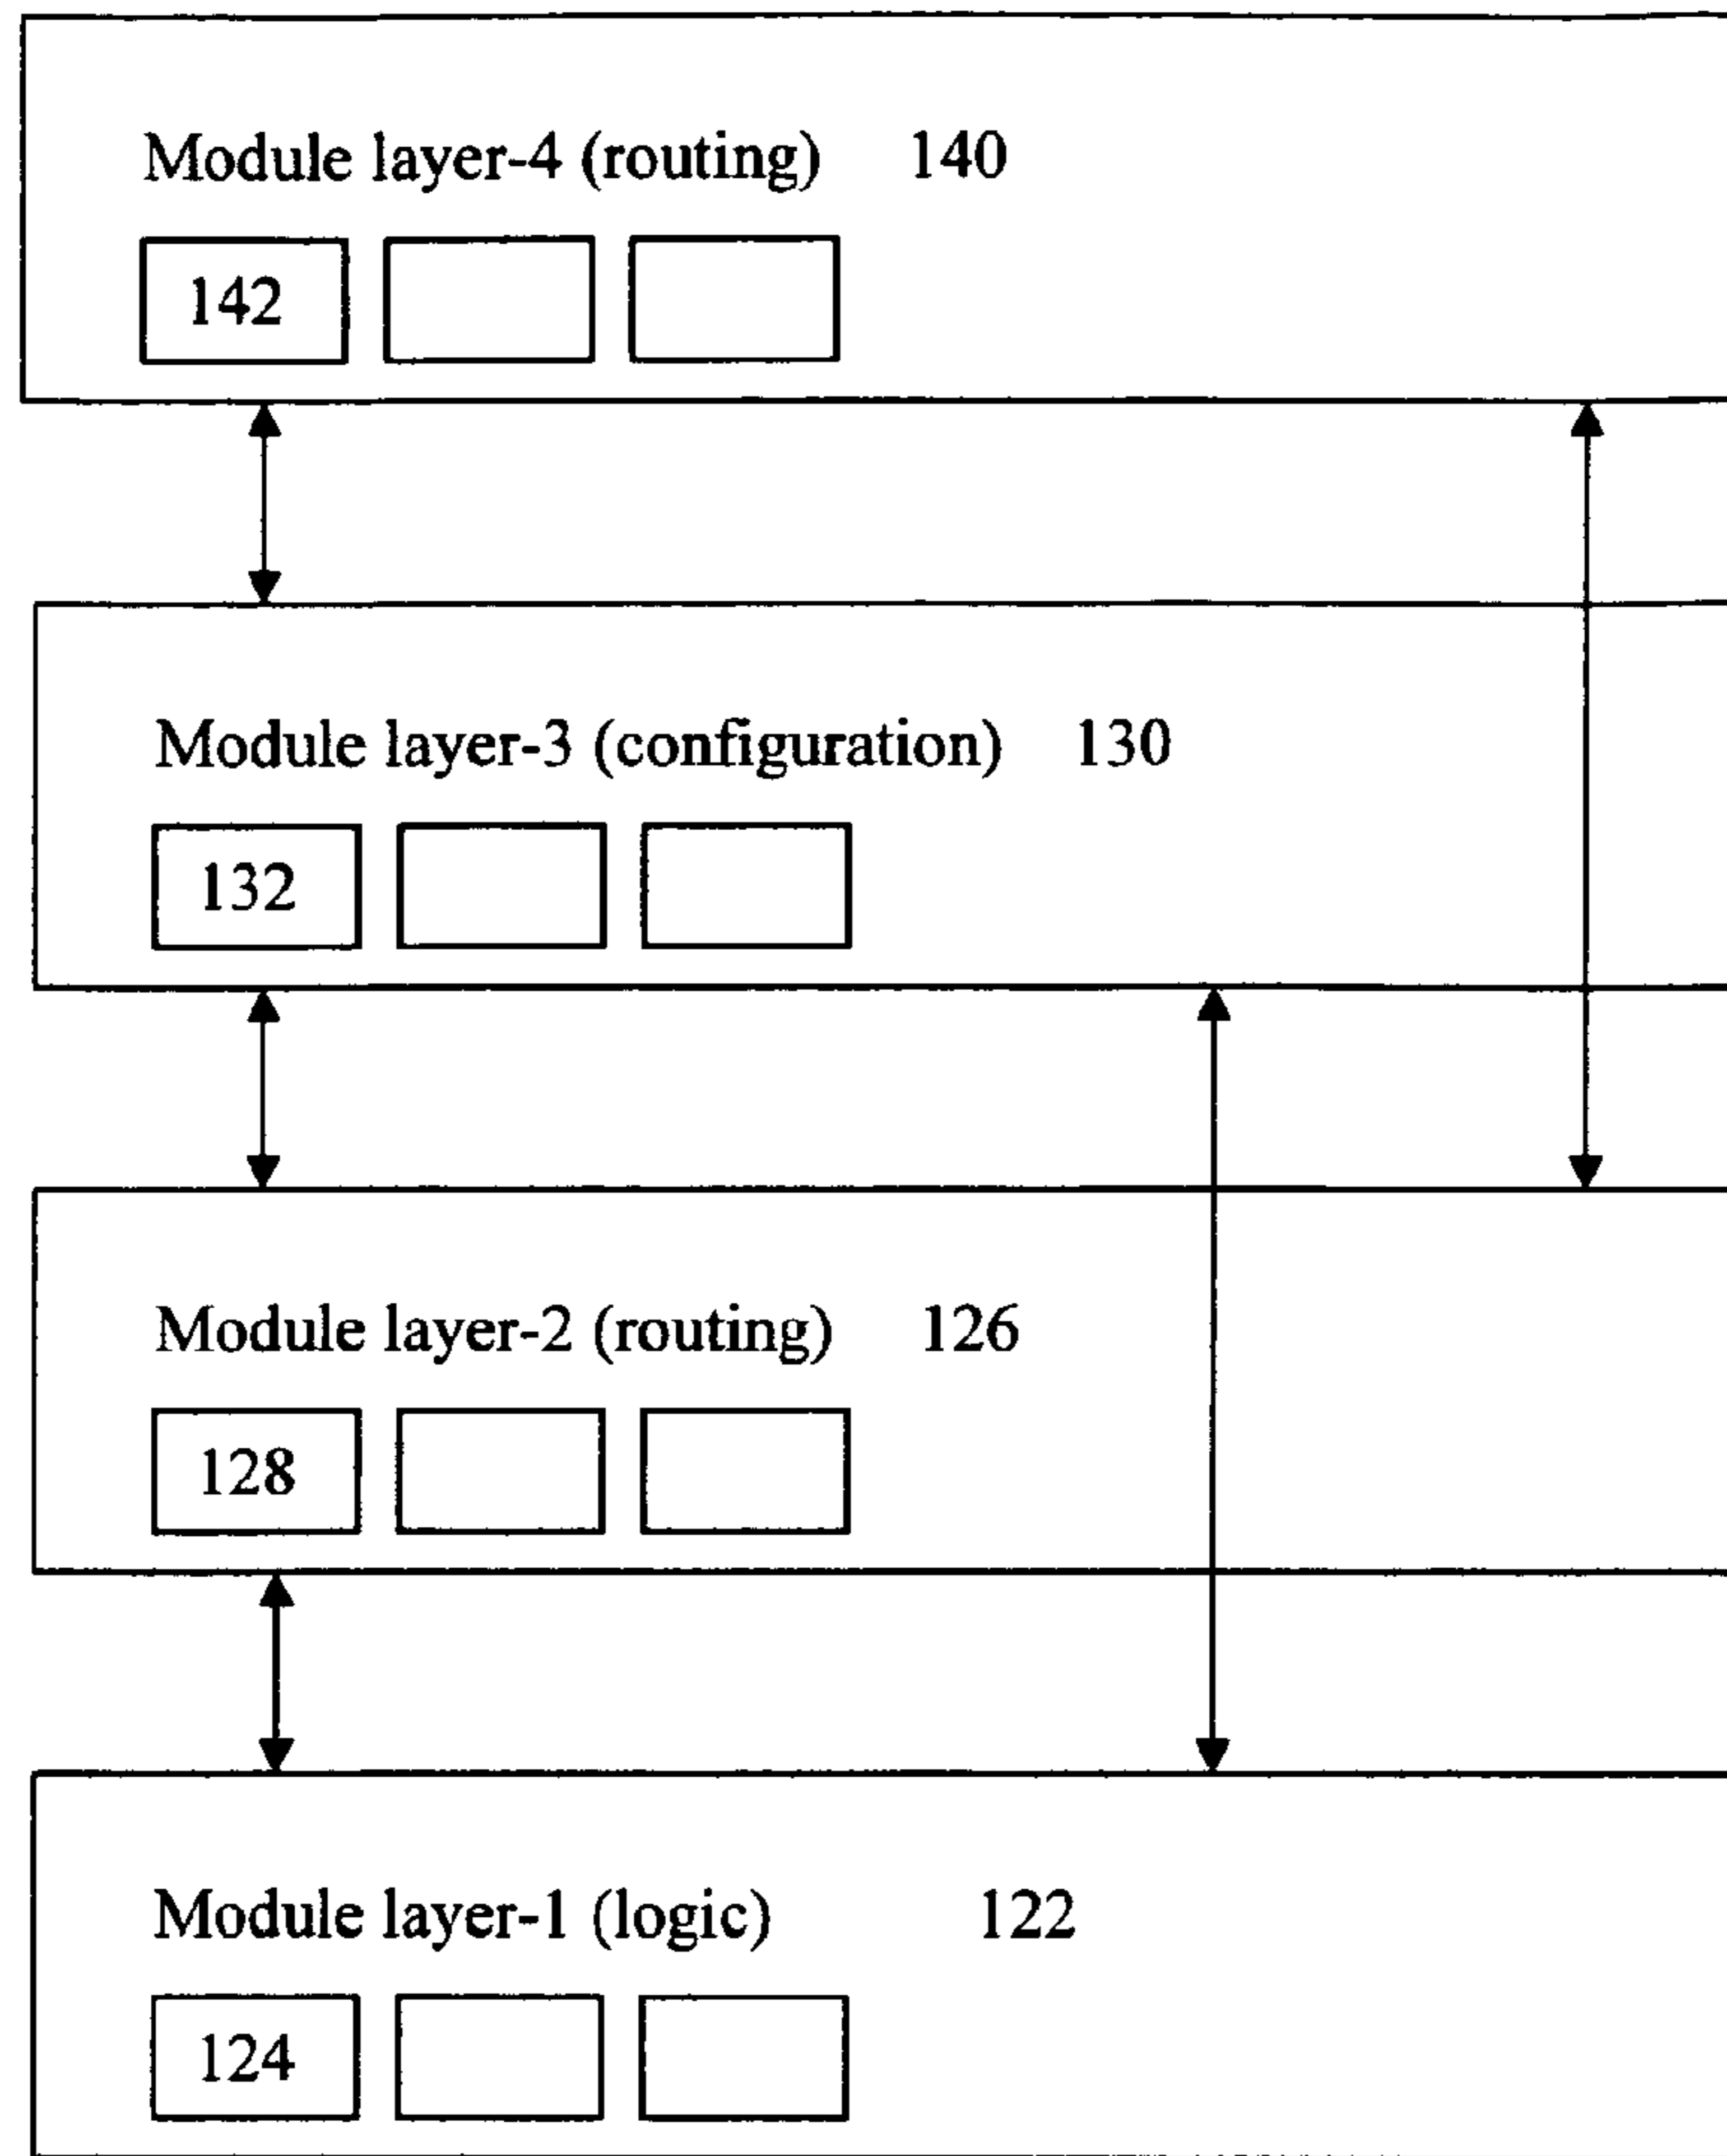 Module layer-4 (routing) 140
142
Module layer-3 (configuration) 130
132
Module layer-2 (routing) 126
128
Module layer-1 (logic) 122
124